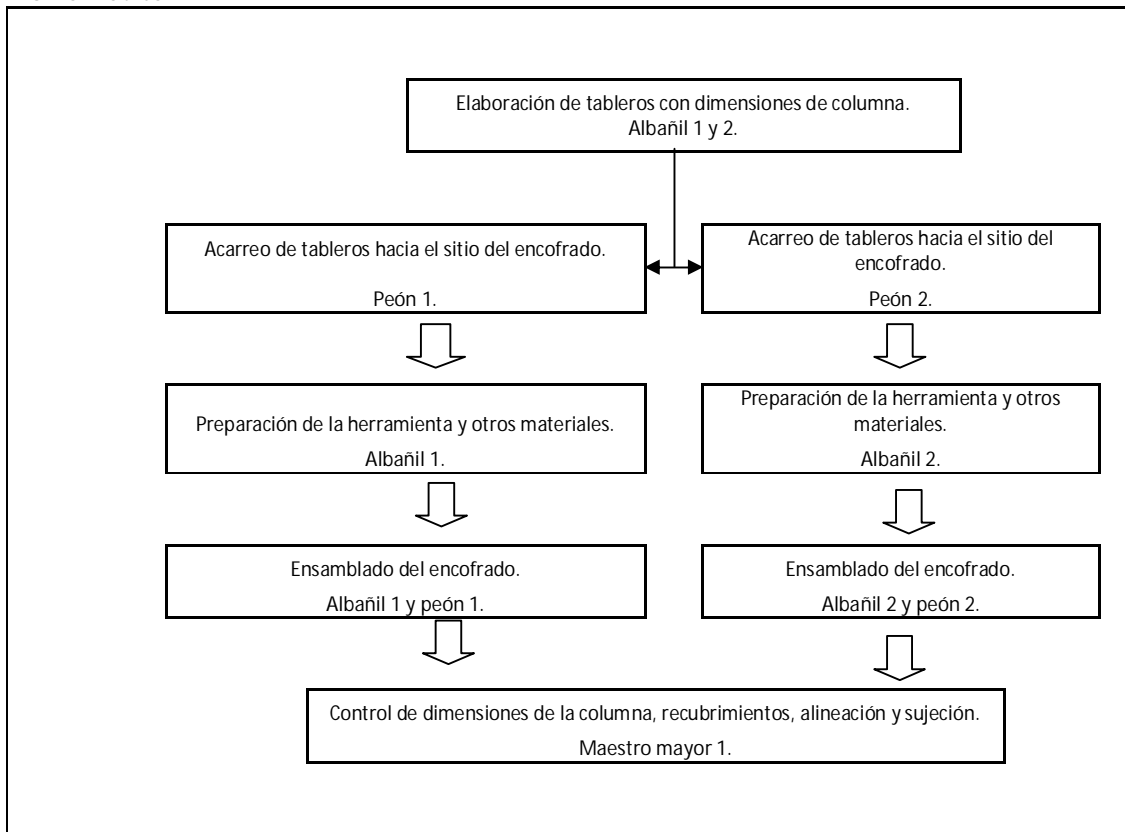 Elaboración de tableros con dimensiones de columna.
Albañil 1 y 2.
Acarreo de tableros hacia el sitio del encofrado.
Peón 1.
Acarreo de tableros hacia el sitio del
encofrado.
Peón 2.
Preparación de la herramienta y otros materiales.
Albañil 1.
Preparación de la herramienta y otros
materiales.
Albañil 2.
Ensamblado del encofrado.
Albañil 1 y peón 1.
Ensamblado del encofrado.
Albañil 2 y peón 2.
Control de dimensiones de la columna, recubrimientos, alineación y sujeción.
Maestro mayor 1.